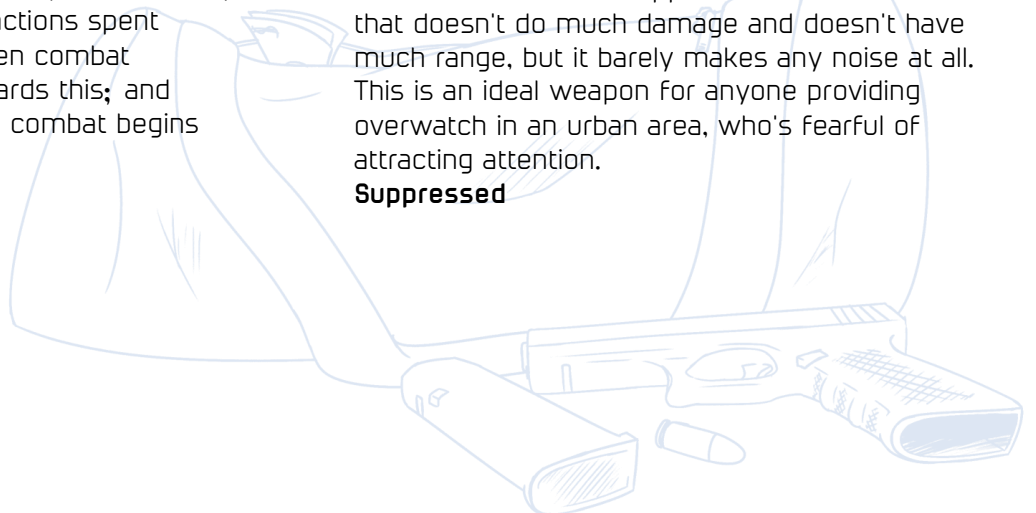 actions spent
en combat
ards this; and
combat begins
that doesn't do much damage and doesn't have
much range, but it barely makes any noise at all.
This is an ideal weapon for anyone providing
overwatch in an urban area, who's fearful of
attracting attention.
Suppressed